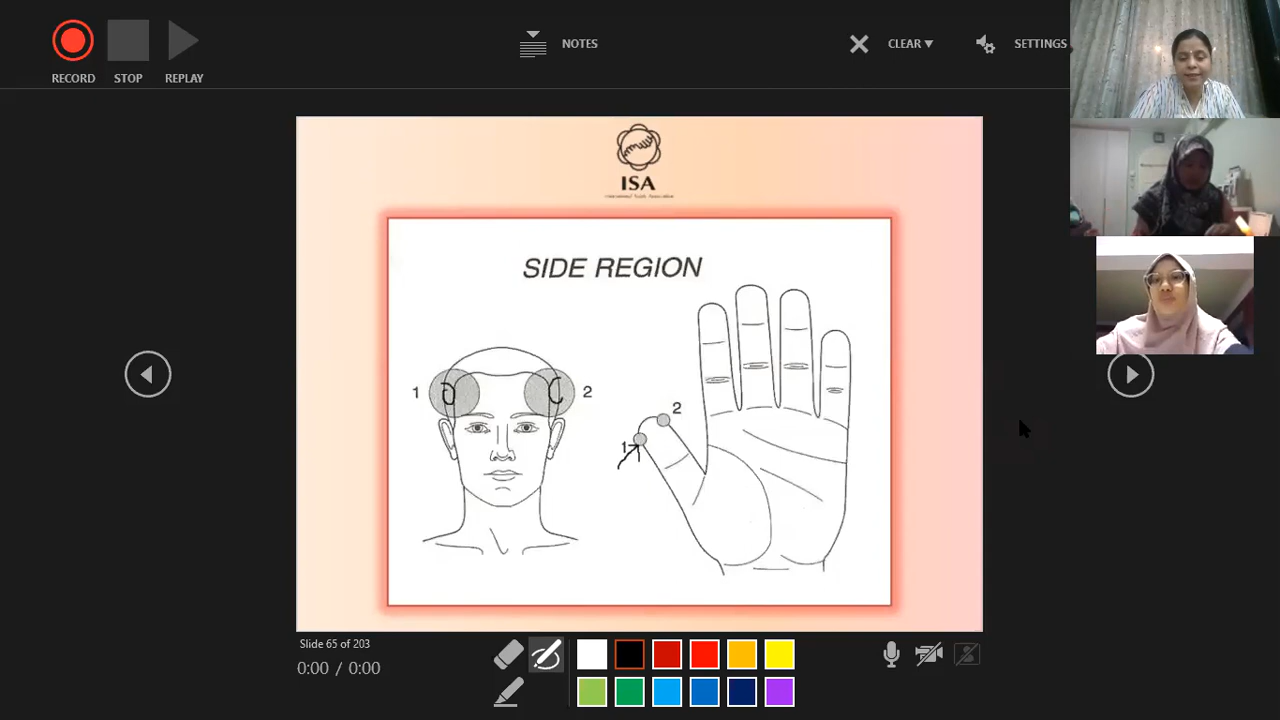 RECORD
STOP
REPLAY
NOTES
CLEAR
SETTINGS
ISA
SIDE REGION
1
2
2
1
Slide 65 of 203
0:00 / 0:00